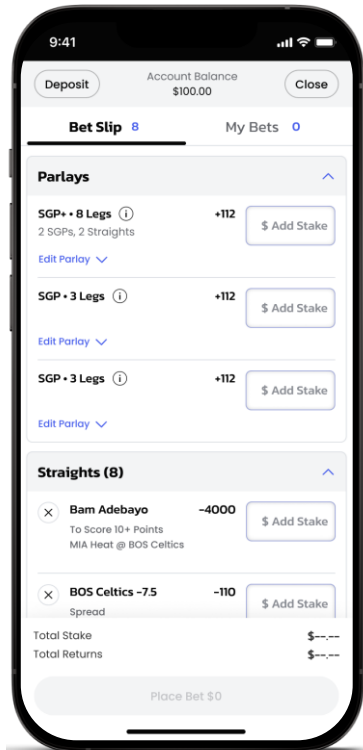 9:41
Deposit
Account Balance
$100.00
Close
Bet Slip 8
My Bets 0
Parlays
SGP+ • 8 Legs i +112
$ Add Stake
2 SGPs, 2 Straights
Edit Parlay
SGP • 3 Legs i +112
$ Add Stake
Edit Parlay
SGP • 3 Legs i +112
$ Add Stake
Edit Parlay
Straights (8)
Bam Adebayo -4000
$ Add Stake
To Score 10+ Points
MIA Heat @ BOS Celtics
BOS Celtics -7.5 -110
$ Add Stake
Spread
Total Stake $--.--
Total Returns $--.--
Place Bet $0